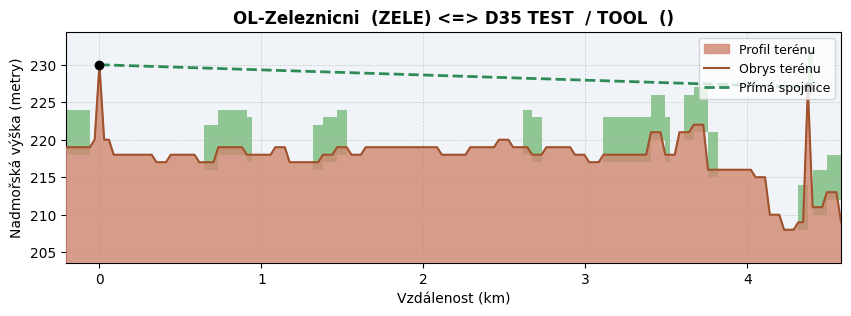 OL-Zeleznicni  (ZELE) <=> D35 TEST  / TOOL  ()
Nadmořská výška (metry)
230
225
220
215
210
205
Profil terénu
Obrys terénu
Přímá spojnice
0
1
2
3
4
Vzdálenost (km)